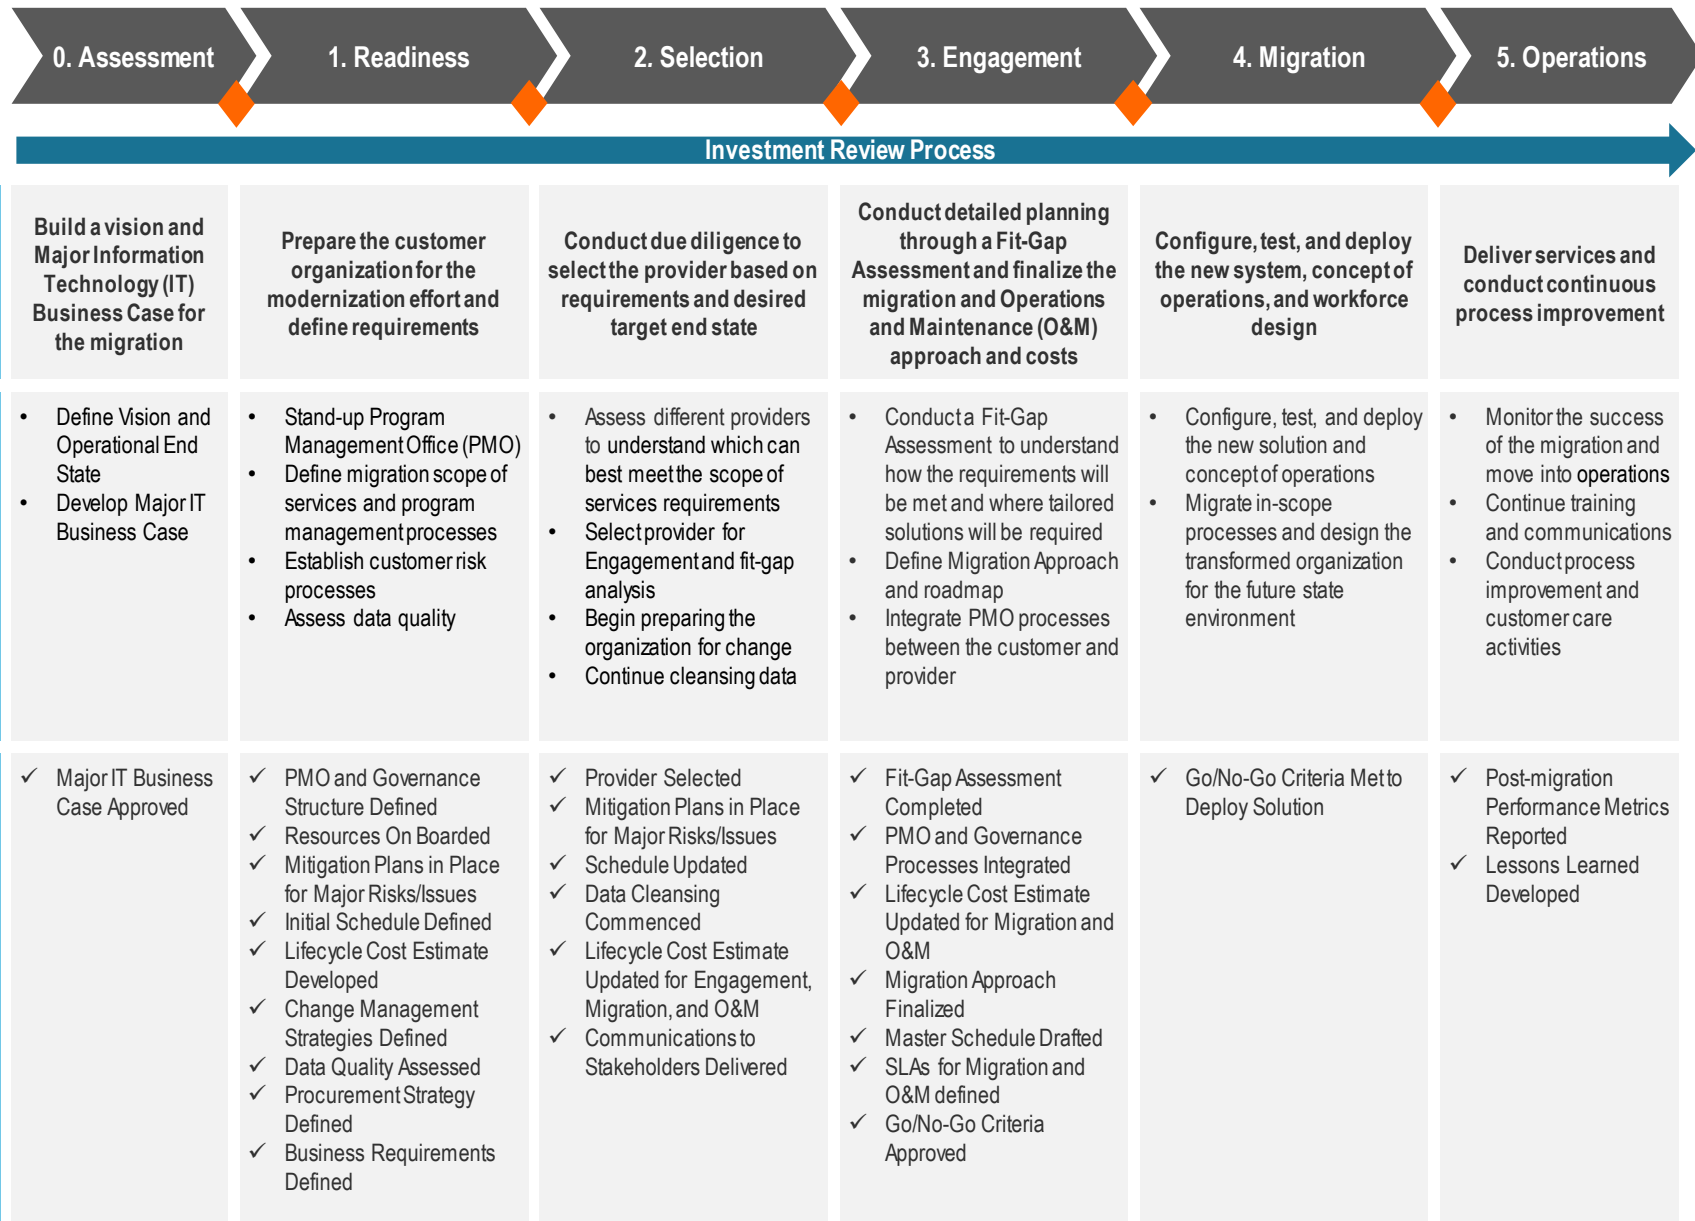 0. Assessment
1. Readiness
2. Selection
3. Engagement
4. Migration
5. Operations
Investment Review Process
Build a vision and
Major Information
Technology (IT)
Business Case for
the migration
Prepare the customer
organization for the
modernization effort and
define requirements
Conduct due diligence to
select the provider based on
requirements and desired
target end state
Conduct detailed planning
through a Fit-Gap
Assessment and finalize the
migration and Operations
and Maintenance (O&M)
approach and costs
Configure, test, and deploy
the new system, concept of
operations, and workforce
design
Deliver services and
conduct continuous
process improvement
• Define Vision and
Operational End
State
• Develop Major IT
Business Case
• Stand-up Program
Management Office (PMO)
• Define migration scope of
services and program
management processes
• Establish customer risk
processes
• Assess data quality
• Assess different providers
to understand which can
best meet the scope of
services requirements
• Select provider for
Engagement and fit-gap
analysis
• Begin preparing the
organization for change
• Continue cleansing data
• Conduct a Fit-Gap
Assessment to understand
how the requirements will
be met and where tailored
solutions will be required
• Define Migration Approach
and roadmap
• Integrate PMO processes
between the customer and
provider
• Configure, test, and deploy
the new solution and
concept of operations
• Migrate in-scope
processes and design the
transformed organization
for the future state
environment
• Monitor the success
of the migration and
move into operations
• Continue training
and communications
• Conduct process
improvement and
customer care
activities
✓ Major IT Business
Case Approved
✓ PMO and Governance
Structure Defined
✓ Resources On Boarded
✓ Mitigation Plans in Place
for Major Risks/Issues
✓ Initial Schedule Defined
✓ Lifecycle Cost Estimate
Developed
✓ Change Management
Strategies Defined
✓ Data Quality Assessed
✓ Procurement Strategy
Defined
✓ Business Requirements
Defined
✓ Provider Selected
✓ Mitigation Plans in Place
for Major Risks/Issues
✓ Schedule Updated
✓ Data Cleansing
Commenced
✓ Lifecycle Cost Estimate
Updated for Engagement,
Migration, and O&M
✓ Communications to
Stakeholders Delivered
✓ Fit-Gap Assessment
Completed
✓ PMO and Governance
Processes Integrated
✓ Lifecycle Cost Estimate
Updated for Migration and
O&M
✓ Migration Approach
Finalized
✓ Master Schedule Drafted
✓ SLAs for Migration and
O&M defined
✓ Go/No-Go Criteria
Approved
✓ Go/No-Go Criteria Met to
Deploy Solution
✓ Post-migration
Performance Metrics
Reported
✓ Lessons Learned
Developed